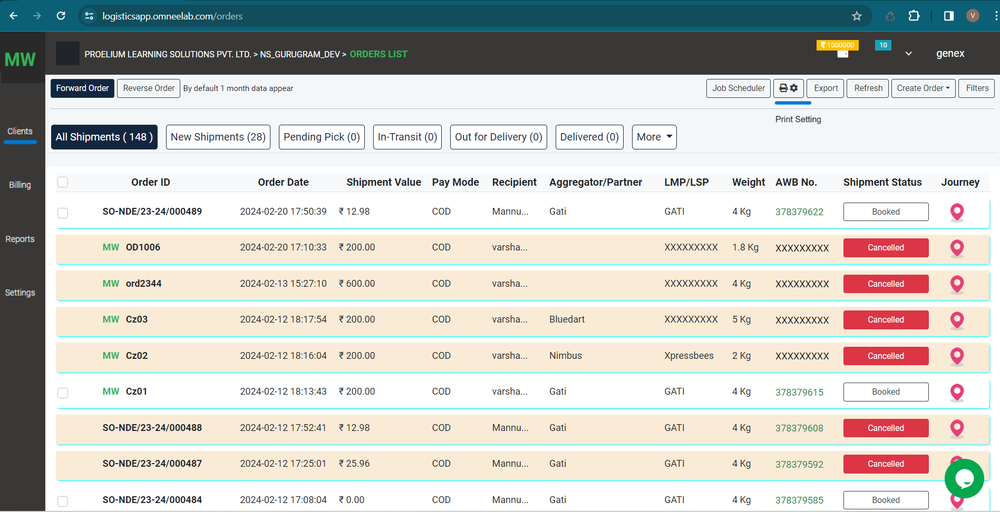 logisticsapp.omneelab.com/orders
V
MW
PROELIUM LEARNING SOLUTIONS PVT. LTD. > NS_GURUGRAM_DEV > ORDERS LIST
₹ 1000000
10
genex
Forward Order Reverse Order By default 1 month data appear Job Scheduler Export Refresh Create Order Filters
Print Setting
Clients
Billing
Reports
Settings
All Shipments ( 148 ) New Shipments (28) Pending Pick (0) In-Transit (0) Out for Delivery (0) Delivered (0) More
Order ID Order Date Shipment Value Pay Mode Recipient Aggregator/Partner LMP/LSP Weight AWB No. Shipment Status Journey
SO-NDE/23-24/000489 2024-02-20 17:50:39 ₹ 12.98 COD Mannu... Gati GATI 4 Kg 378379622 Booked
MW OD1006 2024-02-20 17:10:33 ₹ 200.00 COD varsha... XXXXXXXXX 1.8 Kg XXXXXXXXX Cancelled
MW ord2344 2024-02-13 15:27:10 ₹ 600.00 COD varsha... XXXXXXXXX 4 Kg XXXXXXXXX Cancelled
MW Cz03 2024-02-12 18:17:54 ₹ 200.00 COD varsha... Bluedart XXXXXXXXX 5 Kg XXXXXXXXX Cancelled
MW Cz02 2024-02-12 18:16:04 ₹ 200.00 COD varsha... Nimbus Xpressbees 2 Kg XXXXXXXXX Cancelled
MW Cz01 2024-02-12 18:13:43 ₹ 200.00 COD varsha... Gati GATI 4 Kg 378379615 Booked
SO-NDE/23-24/000488 2024-02-12 17:52:41 ₹ 12.98 COD Mannu... Gati GATI 4 Kg 378379608 Cancelled
SO-NDE/23-24/000487 2024-02-12 17:25:01 ₹ 25.96 COD Mannu... Gati GATI 4 Kg 378379592 Cancelled
SO-NDE/23-24/000484 2024-02-12 17:08:04 ₹ 0.00 COD Mannu... Gati GATI 4 Kg 378379585 Booked